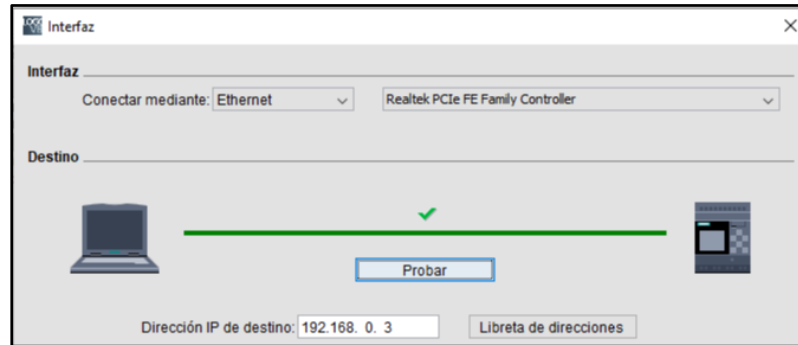 Interfaz
Interfaz
Conectar mediante: Ethernet Realtek PCIe FE Family Controller
Destino
Probar
Dirección IP de destino: 192.168. 0. 3 Libreta de direcciones